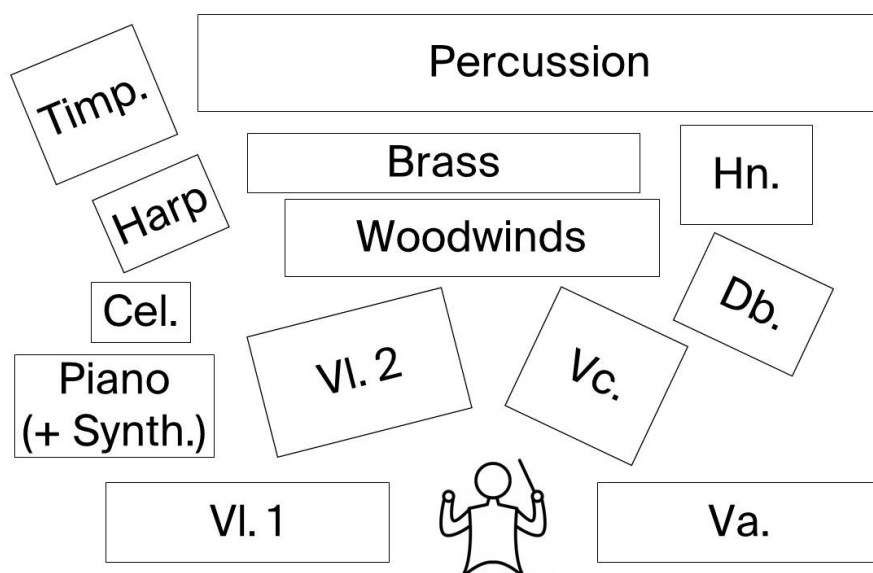 Percussion
Timp.
Brass
Hn.
Harp
Woodwinds
Cel.
Db.
Piano
(+ Synth.)
Vl. 2
Vc.
Vl. 1
Va.